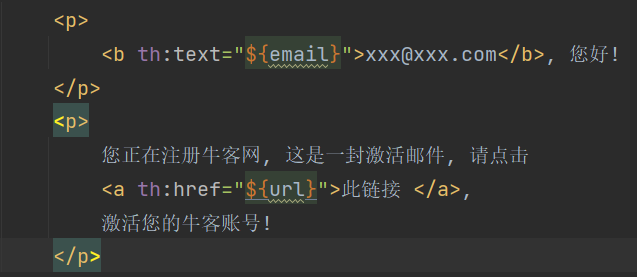 <p>
<b th:text="${email}">xxx@xxx.com</b>, 您好!
</p>
<p>
您正在注册牛客网, 这是一封激活邮件, 请点击
<a th:href="${url}">此链接 </a>,
激活您的牛客账号!
</p>